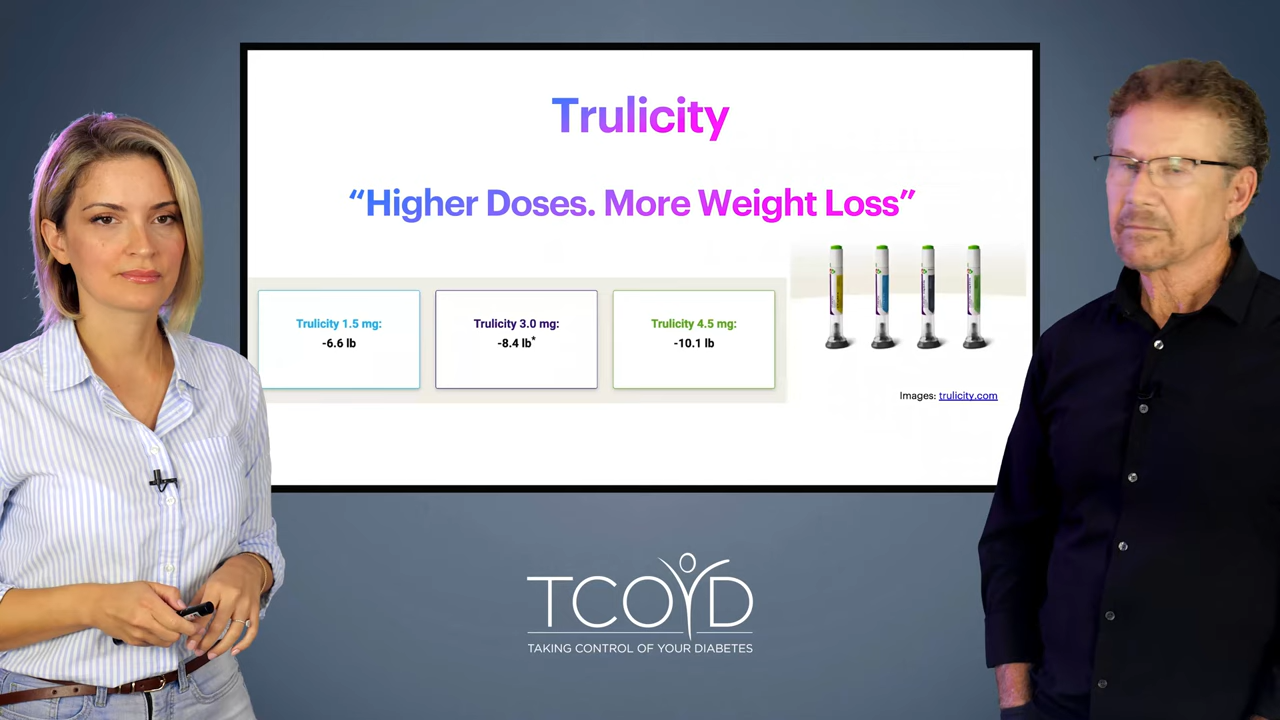 Trulicity
“Higher Doses. More Weight Loss”
Trulicity 1.5 mg:
-6.6 lb
Trulicity 3.0 mg:
-8.4 lb*
Trulicity 4.5 mg:
-10.1 lb
Images: trulicity.com
TCOYD
TAKING CONTROL OF YOUR DIABETES